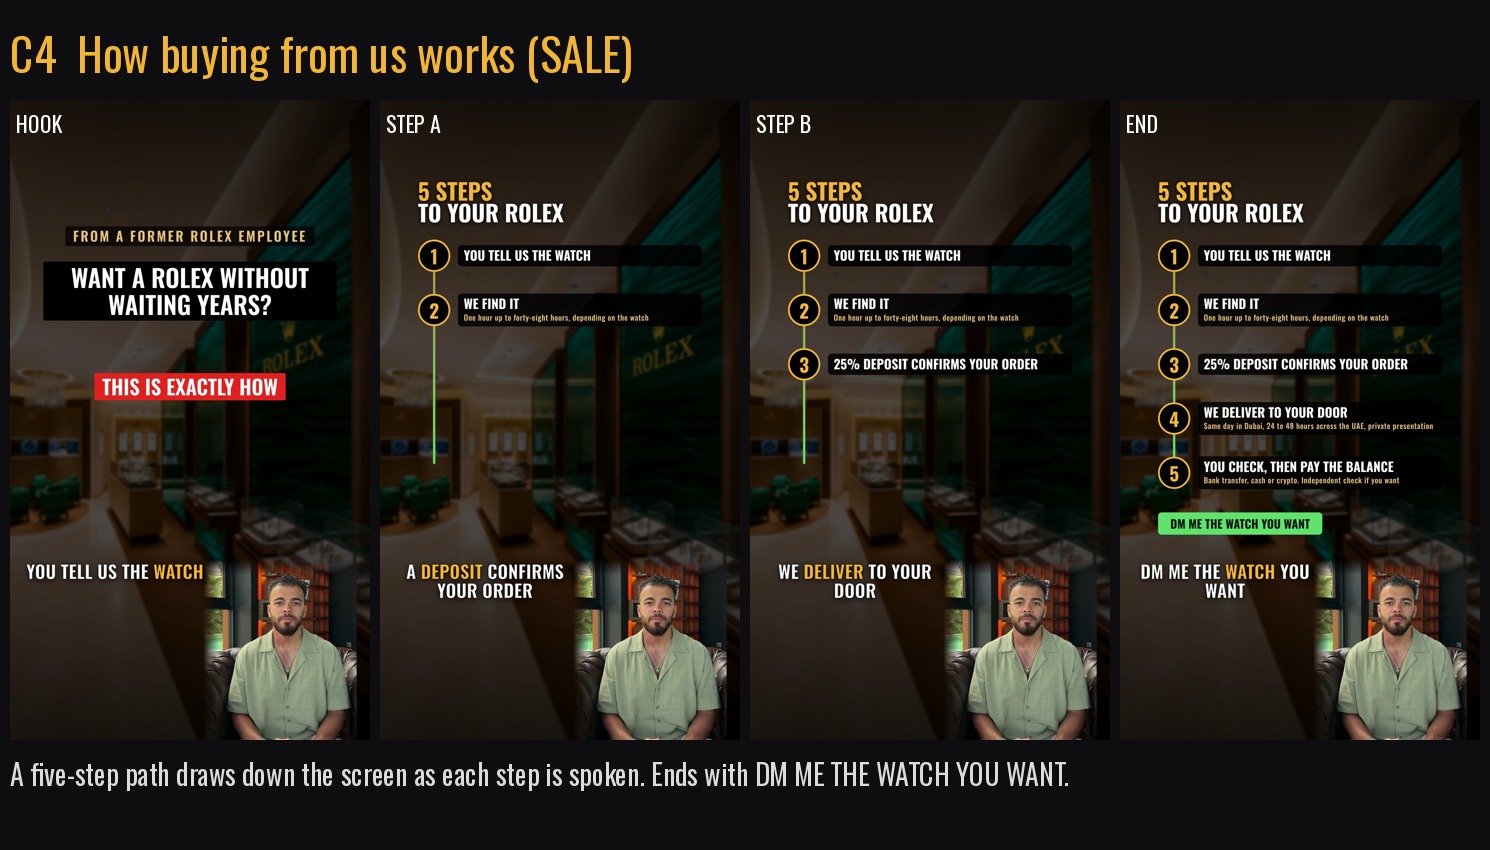 C4 How buying from us works (SALE)
HOOK
FROM A FORMER ROLEX EMPLOYEE
WANT A ROLEX WITHOUT
WAITING YEARS?
ROLEX
THIS IS EXACTLY HOW
YOU TELL US THE WATCH
STEP A
5 STEPS
TO YOUR ROLEX
1 YOU TELL US THE WATCH
2 WE FIND IT
One hour up to forty-eight hours, depending on the watch
ROLEX
A DEPOSIT CONFIRMS
YOUR ORDER
STEP B
5 STEPS
TO YOUR ROLEX
1 YOU TELL US THE WATCH
2 WE FIND IT
One hour up to forty-eight hours, depending on the watch
3 25% DEPOSIT CONFIRMS YOUR ORDER
WE DELIVER TO YOUR
DOOR
END
5 STEPS
TO YOUR ROLEX
1 YOU TELL US THE WATCH
2 WE FIND IT
One hour up to forty-eight hours, depending on the watch
3 25% DEPOSIT CONFIRMS YOUR ORDER
4 WE DELIVER TO YOUR DOOR
Same day in Dubai, 24 to 48 hours across the UAE, private presentation
5 YOU CHECK, THEN PAY THE BALANCE
Bank transfer, cash or crypto. Independent check if you want
DM ME THE WATCH YOU WANT
DM ME THE WATCH YOU
WANT
A five-step path draws down the screen as each step is spoken. Ends with DM ME THE WATCH YOU WANT.